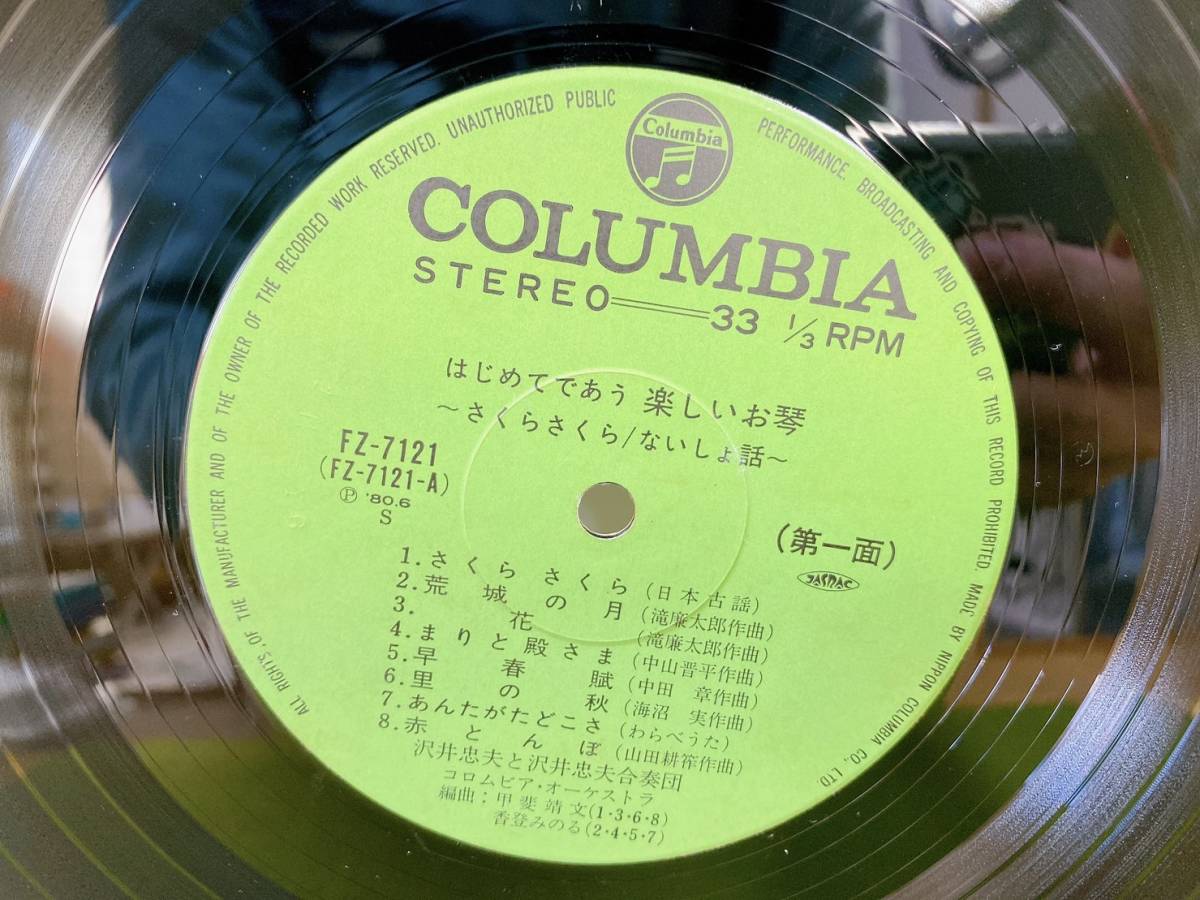 ALL RIGHTS, OF THE MANUFACTURER AND OF THE OWNER OF THE RECORDED WORK RESERVED. UNAUTHORIZED PUBLIC PERFORMANCE, BROADCASTING AND COPYING OF THIS RECORD PROHIBITED. MADE BY NIPPON COLUMBIA CO., LTD
Columbia
COLUMBIA
STEREO 33 1/3 RPM
はじめてであう 楽しいお琴
〜さくらさくら/ないしょ話〜
FZ-7121
(FZ-7121-A)
Ⓟ '80.6
S
(第一面)
JASRAC
1. さくら さくら (日本古謡)
2. 荒城の月 (滝廉太郎作曲)
3. 花 (滝廉太郎作曲)
4. まりと殿さま (中山晋平作曲)
5. 早春賦 (中田 章作曲)
6. 里の秋 (海沼 実作曲)
7. あんたがたどこさ (わらべうた)
8. 赤とんぼ (山田耕筰作曲)
沢井忠夫と沢井忠夫合奏団
コロムビア・オーケストラ
編曲:甲斐靖文(1・3・6・8)
香登みのる(2・4・5・7)